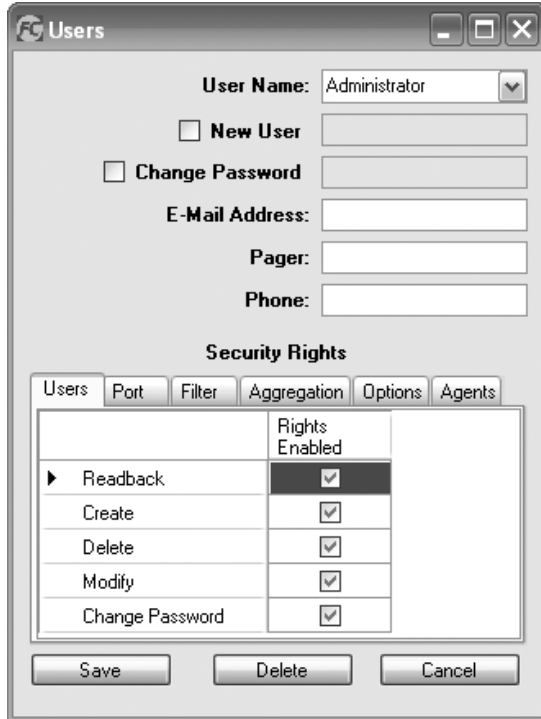 FC Users
User Name: Administrator
New User
Change Password
E-Mail Address:
Pager:
Phone:
Security Rights
Users Port Filter Aggregation Options Agents
Rights
Enabled
Readback
Create
Delete
Modify
Change Password
Save Delete Cancel